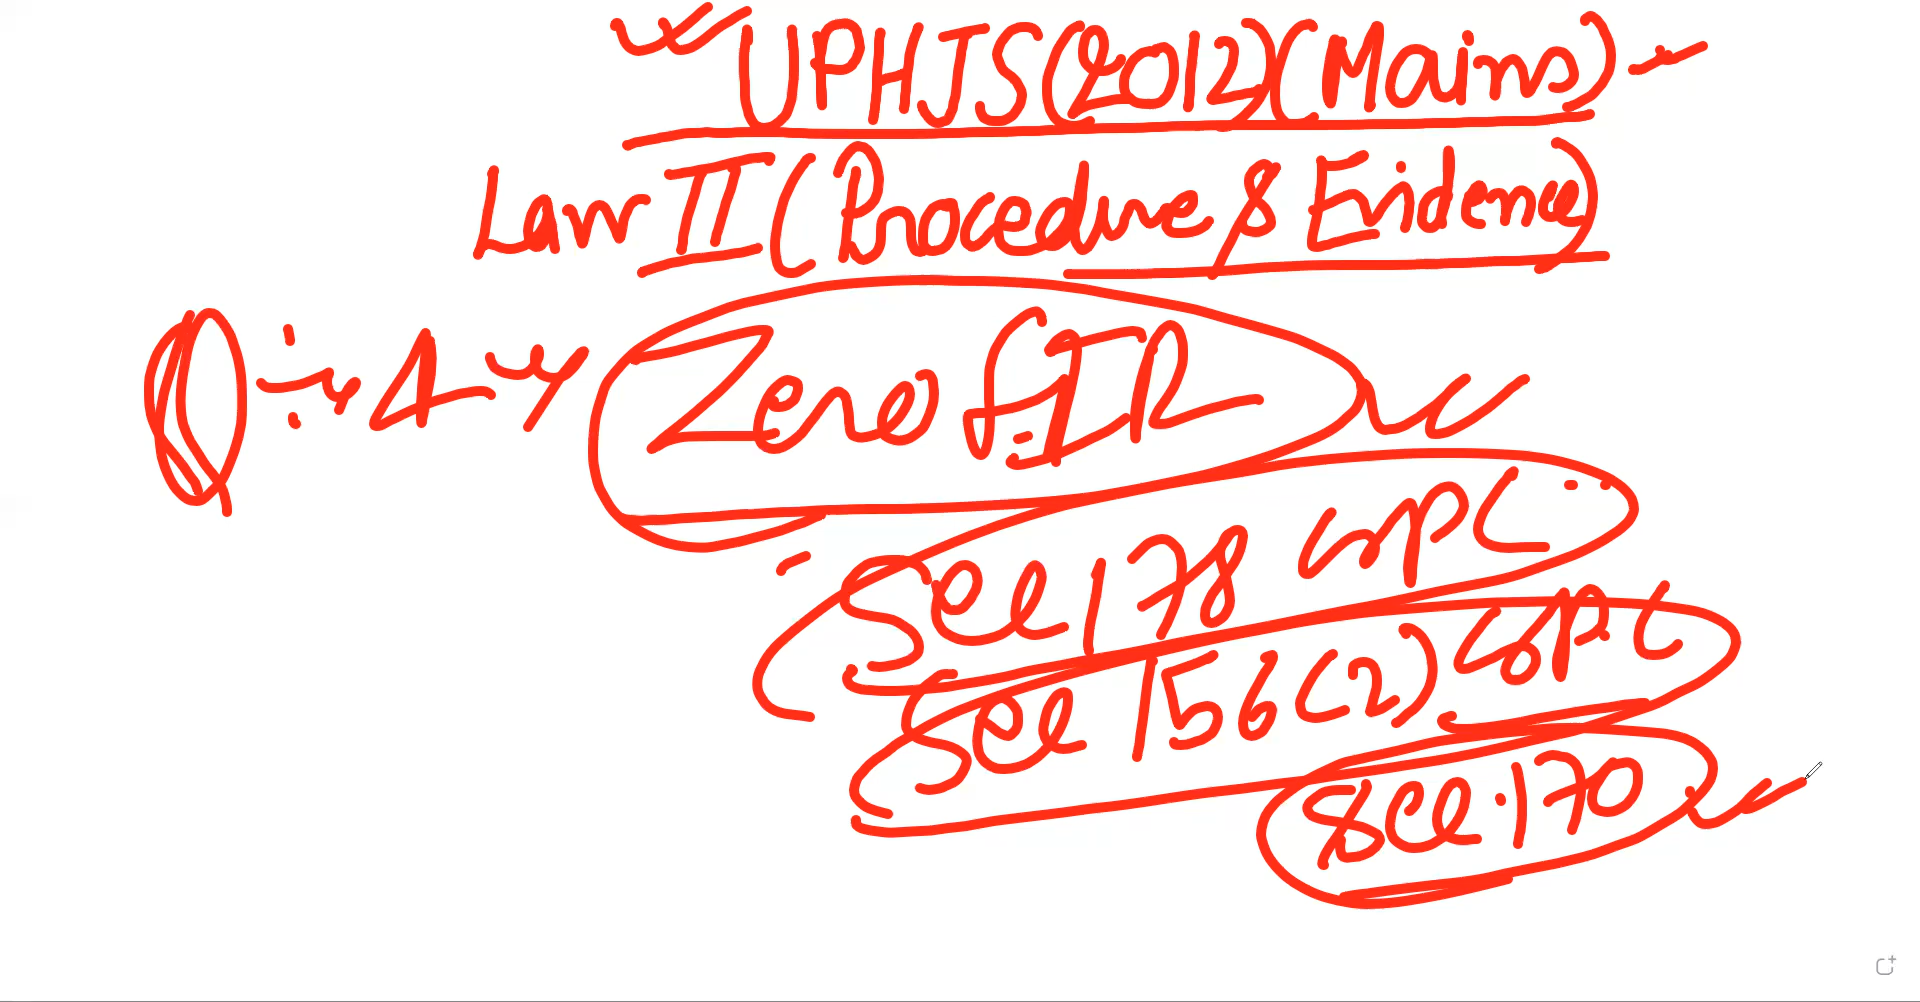 UPHJS(2012)(Mains)-
Law II (Procedure & Evidence)
Q:- 4-
Zero FIR
Sec 178 CrPC
Sec 156(2) CrPC
Sec. 170